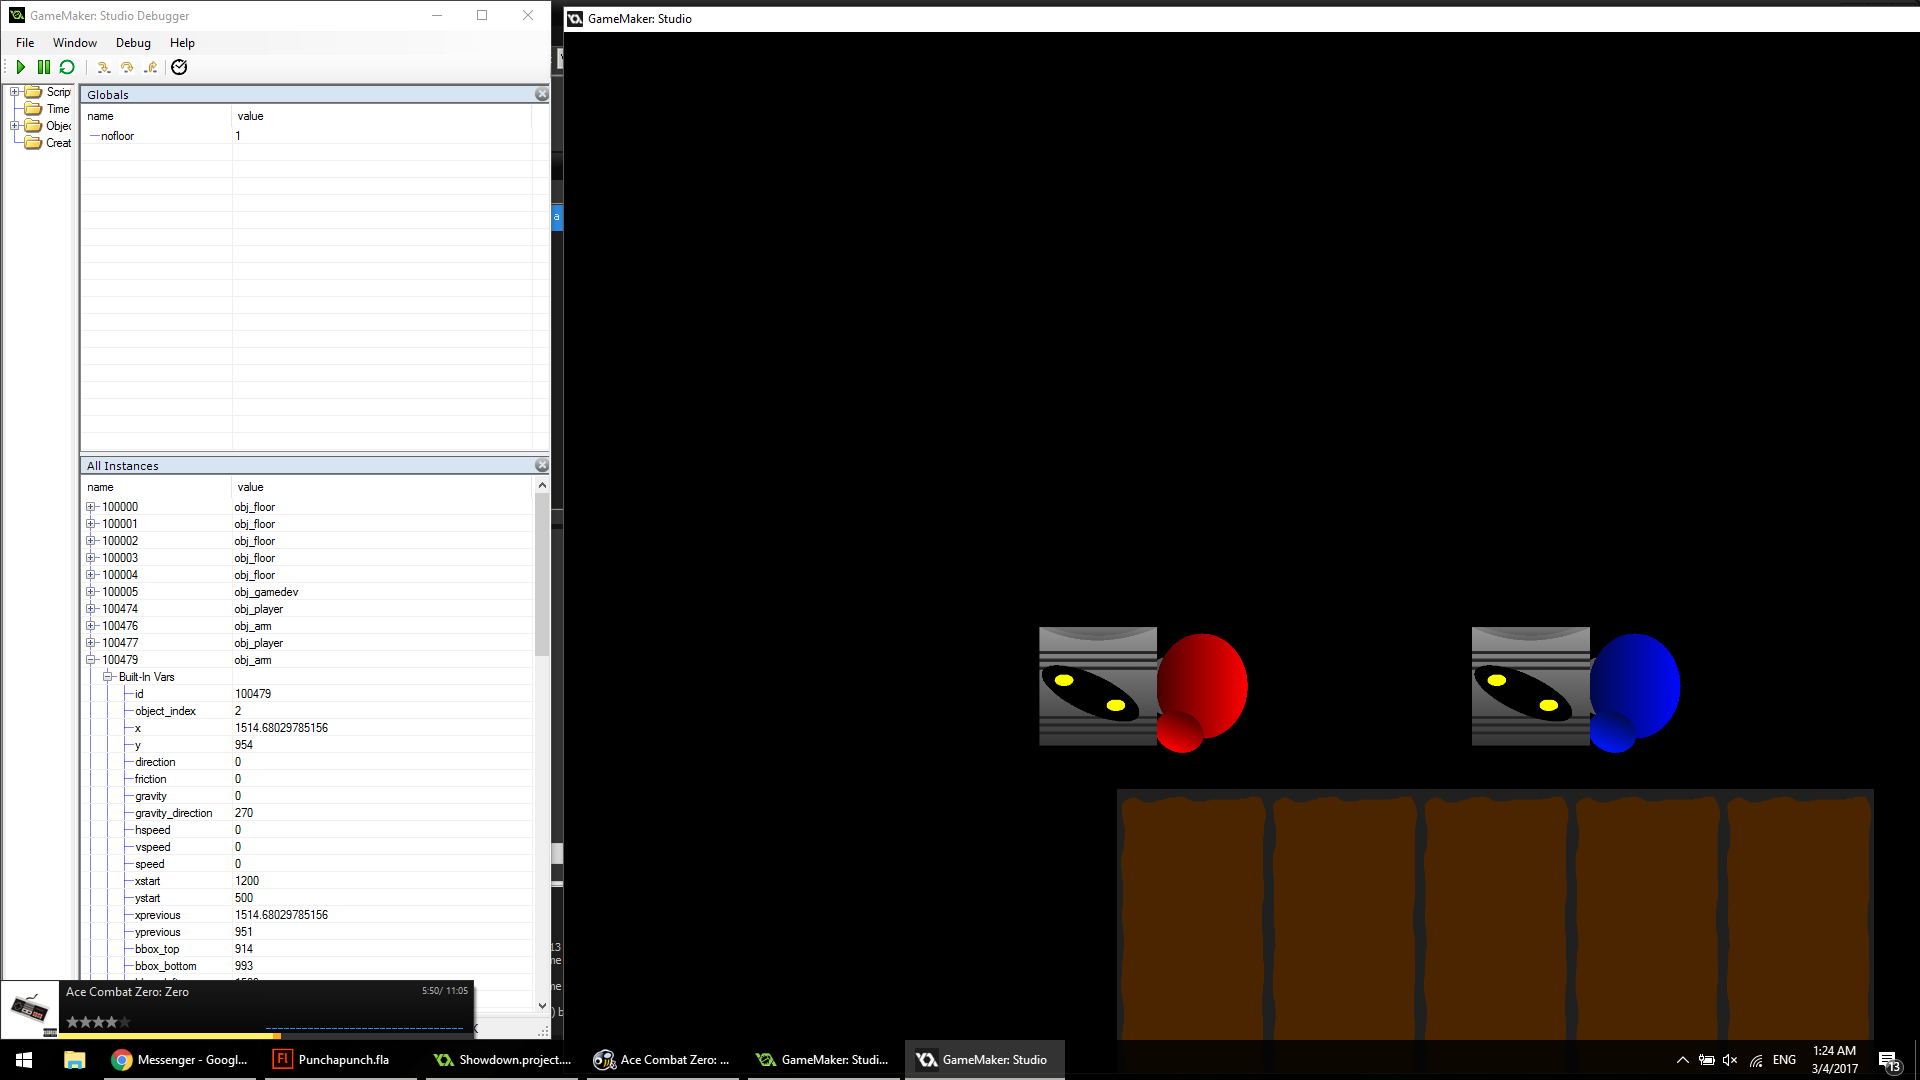 GameMaker: Studio Debugger
File Window Debug Help
Scrip
Time
Objec
Creat
Globals
name value
nofloor 1
All Instances
name value
100000 obj_floor
100001 obj_floor
100002 obj_floor
100003 obj_floor
100004 obj_floor
100005 obj_gamedev
100474 obj_player
100476 obj_arm
100477 obj_player
100479 obj_arm
Built-In Vars
id 100479
object_index 2
x 1514.68029785156
y 954
direction 0
friction 0
gravity 0
gravity_direction 270
hspeed 0
vspeed 0
speed 0
xstart 1200
ystart 500
xprevious 1514.68029785156
yprevious 951
bbox_top 914
bbox_bottom 993
Ace Combat Zero: Zero 5:50/ 11:05
a
13
me
me
) b
GameMaker: Studio
Messenger - Googl...
Fl Punchapunch.fla
Showdown.project....
Ace Combat Zero: ...
GameMaker: Studi...
GameMaker: Studio
ENG
1:24 AM
3/4/2017
13